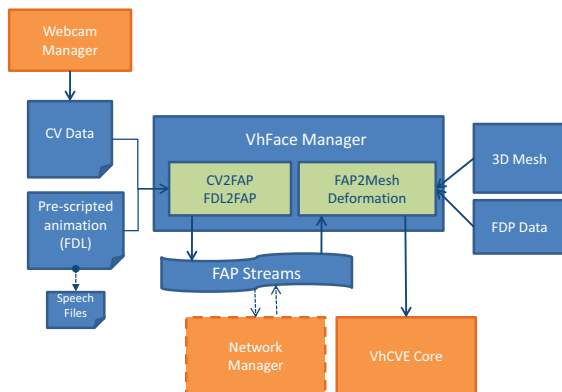 Webcam
Manager
CV Data
VhFace Manager
CV2FAP
FDL2FAP
FAP2Mesh
Deformation
3D Mesh
Pre-scripted
animation
(FDL)
FDP Data
FAP Streams
Speech
Files
Network
Manager
VhCVE Core